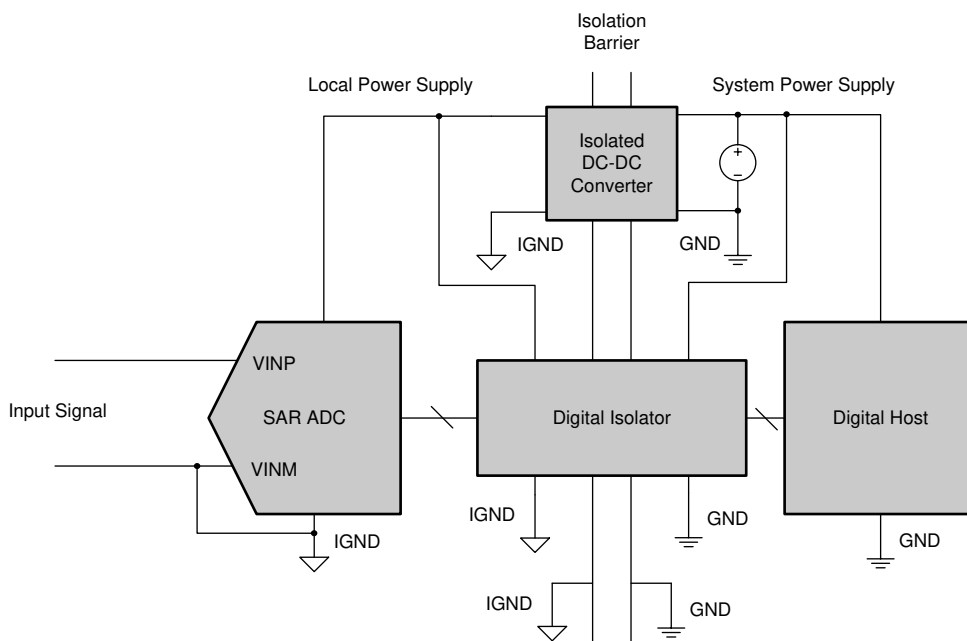 Isolation
Barrier
Local Power Supply
System Power Supply
Isolated
DC-DC
Converter
+
−
IGND
GND
VINP
Input Signal
SAR ADC
Digital Isolator
Digital Host
VINM
IGND
IGND
GND
GND
IGND
GND